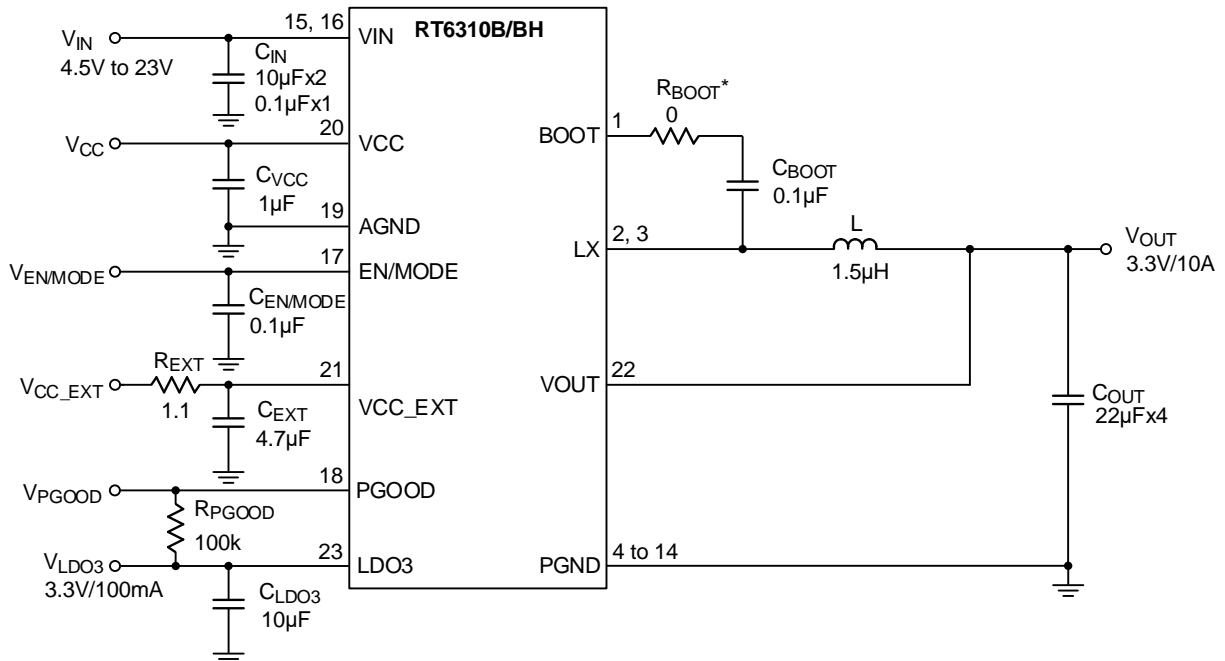 RT6310B/BH
VIN
4.5V to 23V
15, 16
VIN
CIN
10µFx2
0.1µFx1
VCC
20
VCC
CVCC
1µF
19
AGND
VEN/MODE
17
EN/MODE
CEN/MODE
0.1µF
VCC_EXT
REXT
1.1
21
VCC_EXT
CEXT
4.7µF
VPGOOD
18
PGOOD
RPGOOD
100k
VLDO3
3.3V/100mA
23
LDO3
CLDO3
10µF
BOOT
1
RBOOT*
0
CBOOT
0.1µF
LX
2, 3
L
1.5µH
VOUT
3.3V/10A
VOUT
22
COUT
22µFx4
PGND
4 to 14